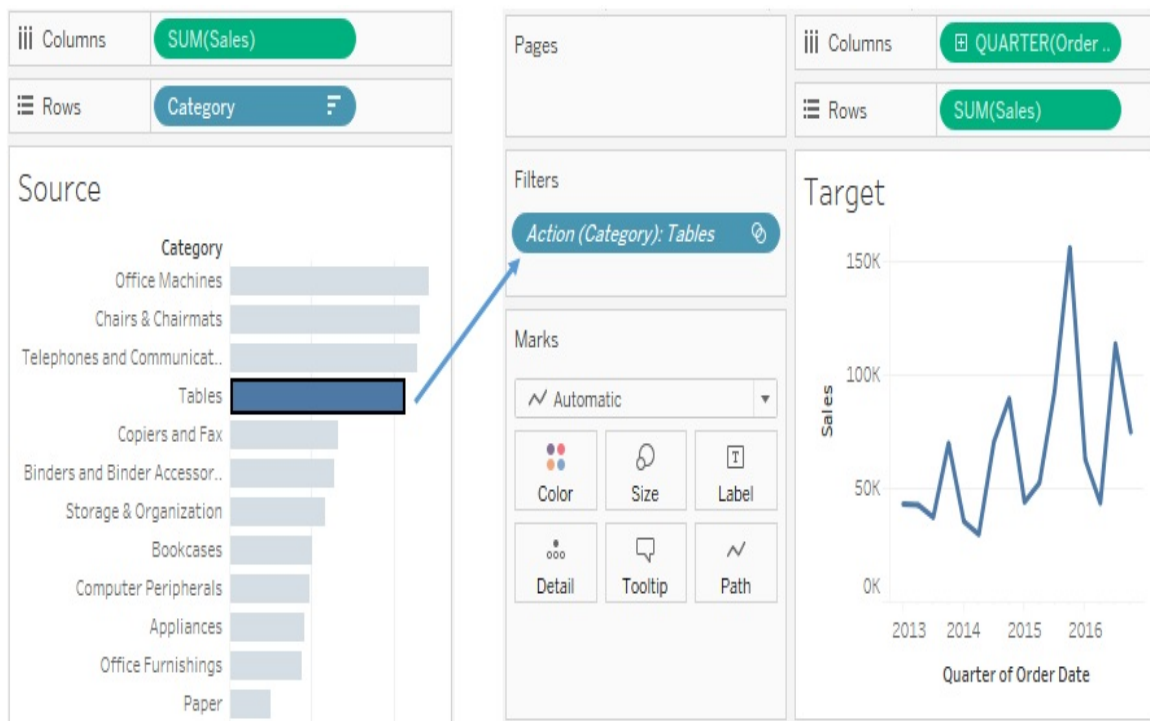 Columns
SUM(Sales)
Rows
Category
Source
Category
Office Machines
Chairs & Chairmats
Telephones and Communicat..
Tables
Copiers and Fax
Binders and Binder Accessor..
Storage & Organization
Bookcases
Computer Peripherals
Appliances
Office Furnishings
Paper
Pages
Filters
Action (Category): Tables
Marks
Automatic
Color
Size
T
Label
Detail
Tooltip
Path
Columns
QUARTER(Order ..
Rows
SUM(Sales)
Target
150K
100K
50K
0K
Sales
2013 2014 2015 2016
Quarter of Order Date